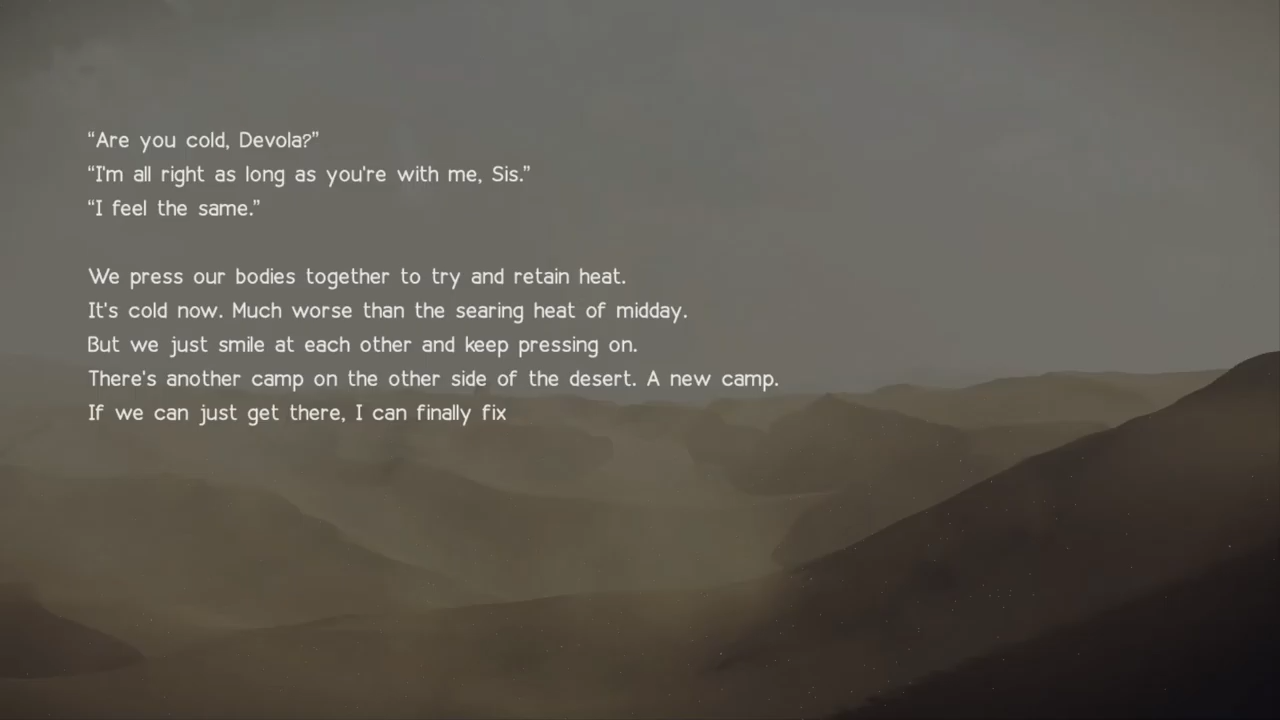 “Are you cold, Devola?”
“I'm all right as long as you're with me, Sis.”
“I feel the same.”
We press our bodies together to try and retain heat.
It's cold now. Much worse than the searing heat of midday.
But we just smile at each other and keep pressing on.
There's another camp on the other side of the desert. A new camp.
If we can just get there, I can finally fix